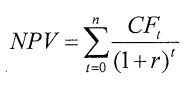 NPV = \sum_{t=0}^{n} \frac{CF_t}{(1+r)^t}